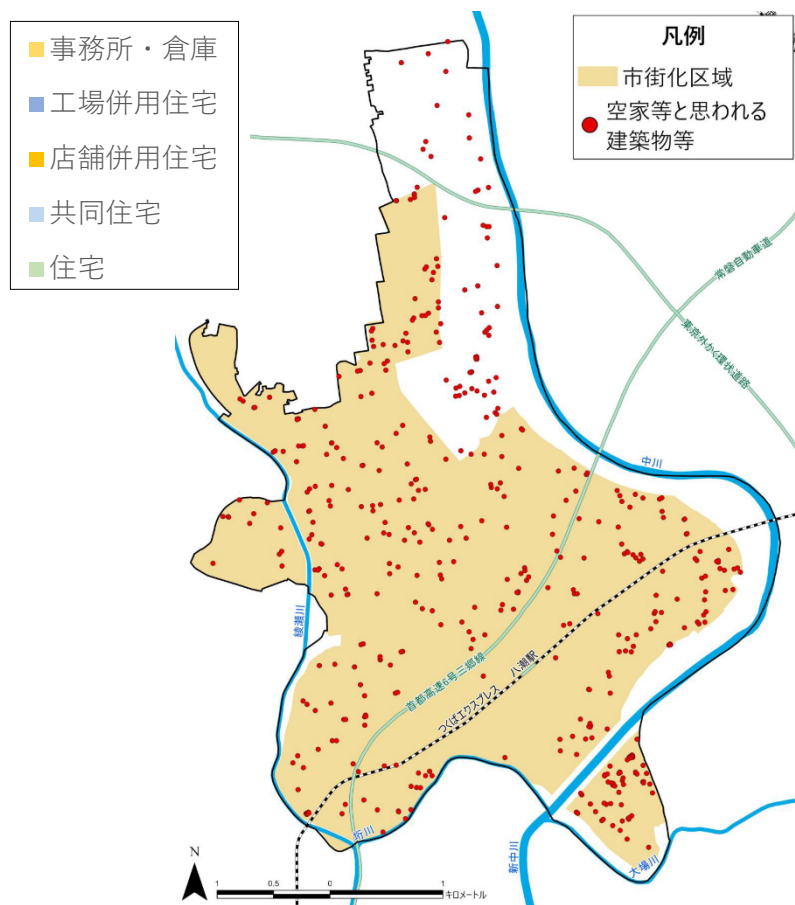 事務所・倉庫
工場併用住宅
店舗併用住宅
共同住宅
住宅
凡例
市街化区域
空家等と思われる
建築物等
常磐自動車道
東京外かく環状道路
中川
綾瀬川
首都高速6号三郷線
つくばエクスプレス 八潮駅
垳川
新中川
大場川
N
1 0.5 0 1
キロメートル